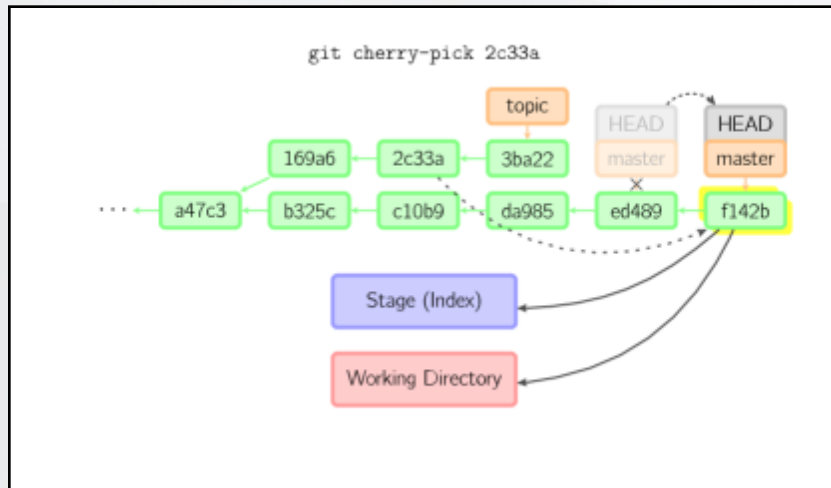 git cherry-pick 2c33a
topic
HEAD
HEAD
169a6
2c33a
3ba22
master
master
...
a47c3
b325c
c10b9
da985
ed489
f142b
Stage (Index)
Working Directory